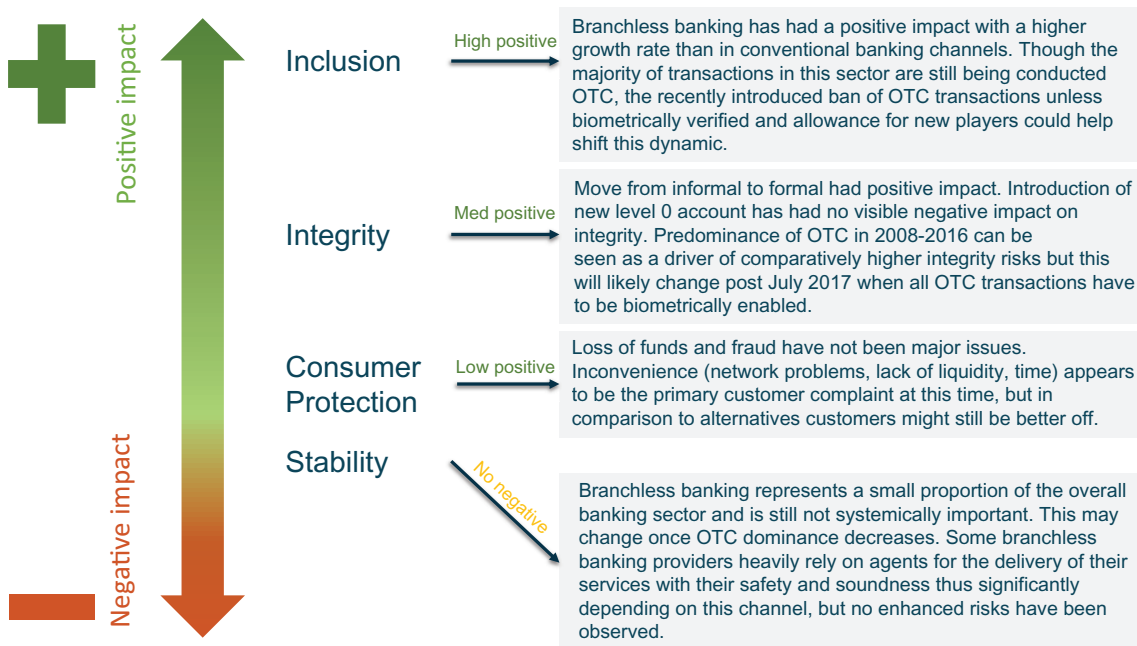 Positive impact
Negative impact
Inclusion
High positive
Branchless banking has had a positive impact with a higher
growth rate than in conventional banking channels. Though the
majority of transactions in this sector are still being conducted
OTC, the recently introduced ban of OTC transactions unless
biometrically verified and allowance for new players could help
shift this dynamic.
Integrity
Med positive
Move from informal to formal had positive impact. Introduction of
new level 0 account has had no visible negative impact on
integrity. Predominance of OTC in 2008-2016 can be
seen as a driver of comparatively higher integrity risks but this
will likely change post July 2017 when all OTC transactions have
to be biometrically enabled.
Consumer
Protection
Low positive
Loss of funds and fraud have not been major issues.
Inconvenience (network problems, lack of liquidity, time) appears
to be the primary customer complaint at this time, but in
comparison to alternatives customers might still be better off.
Stability
No negative
Branchless banking represents a small proportion of the overall
banking sector and is still not systemically important. This may
change once OTC dominance decreases. Some branchless
banking providers heavily rely on agents for the delivery of their
services with their safety and soundness thus significantly
depending on this channel, but no enhanced risks have been
observed.